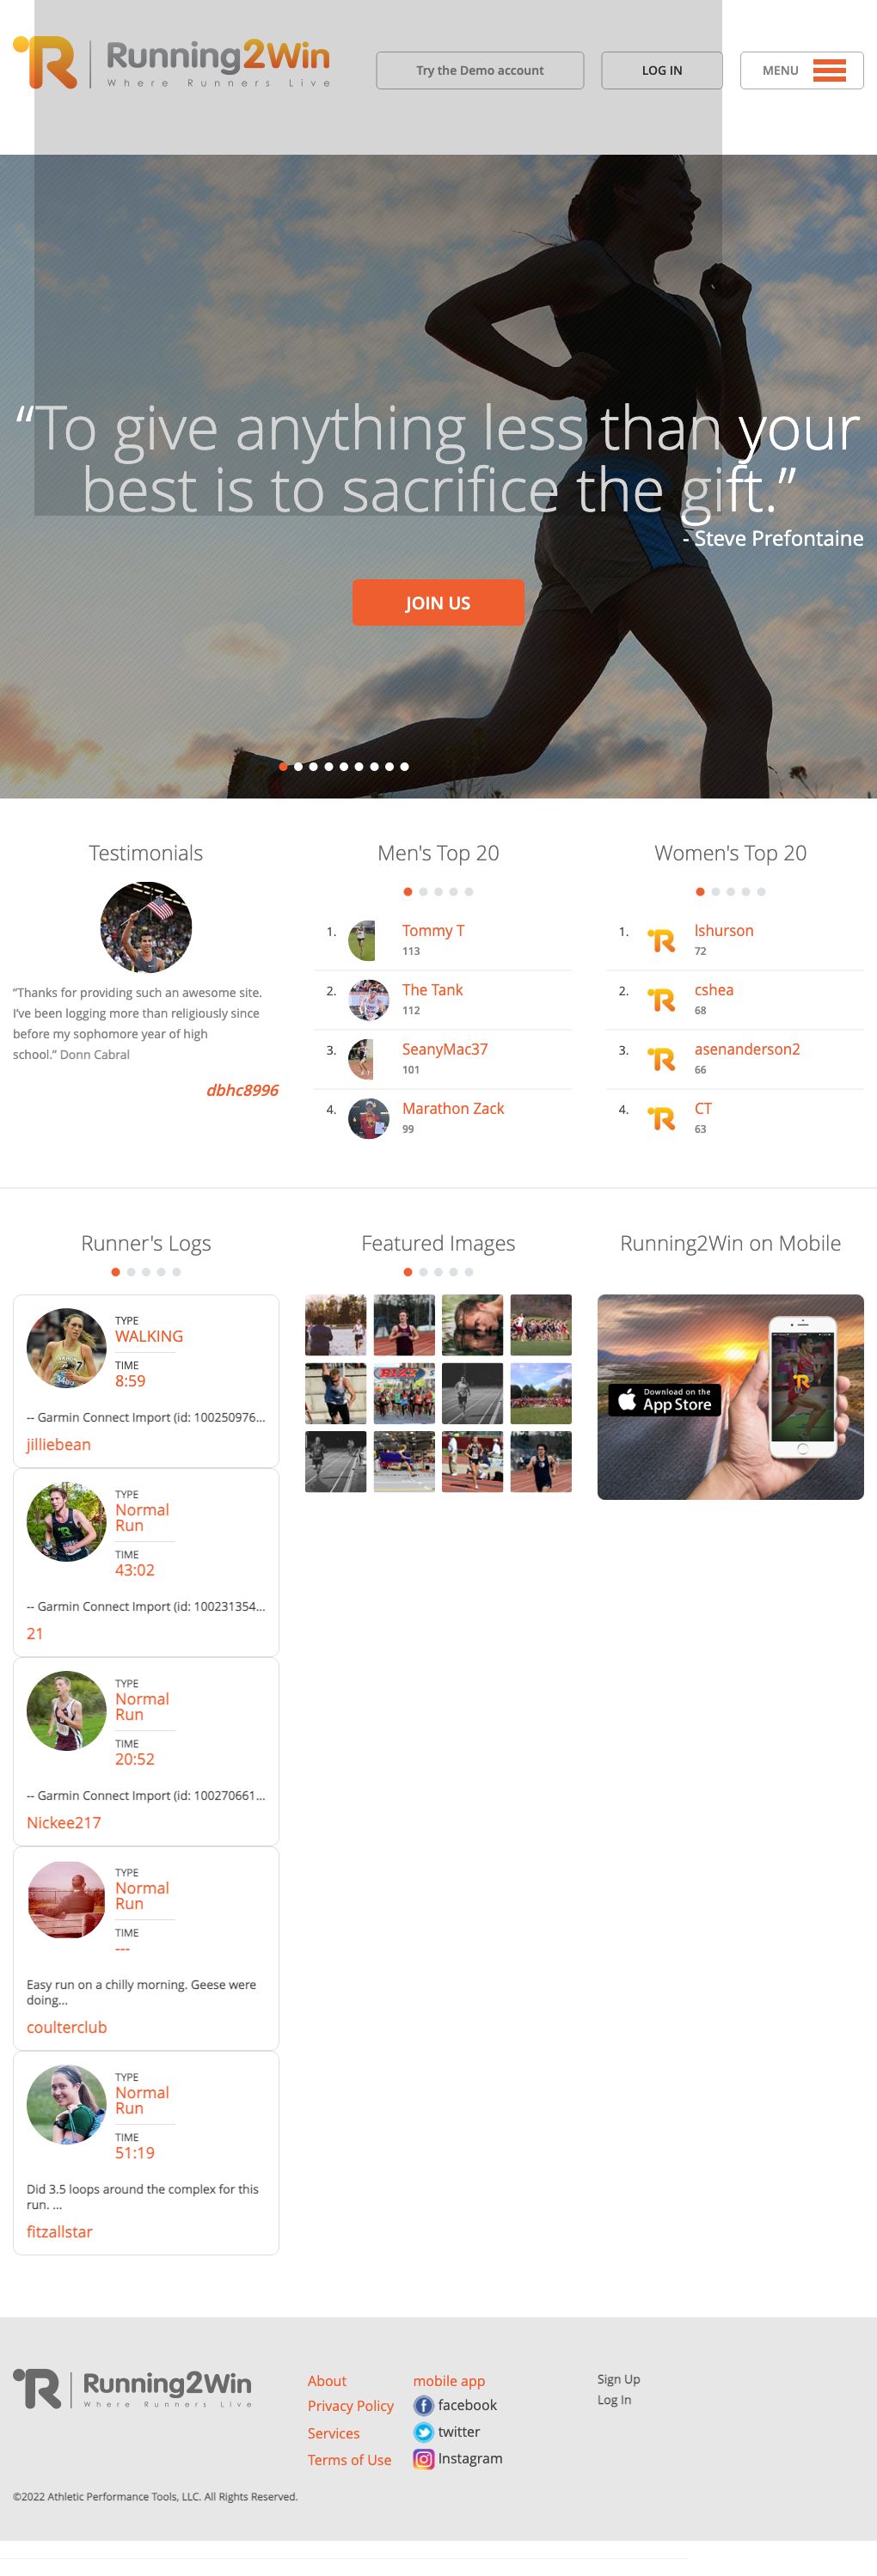 Running2Win
Where Runners Live
Try the Demo account
LOG IN
MENU
“To give anything less than your
best is to sacrifice the gift.”
- Steve Prefontaine
JOIN US
Testimonials
“Thanks for providing such an awesome site.
I’ve been logging more than religiously since
before my sophomore year of high
school.” Donn Cabral
dbhc8996
Men's Top 20
1.
Tommy T
113
2.
The Tank
112
3.
SeanyMac37
101
4.
Marathon Zack
99
Women's Top 20
1.
lshurson
72
2.
cshea
68
3.
asenanderson2
66
4.
CT
63
Runner's Logs
TYPE
WALKING
TIME
8:59
-- Garmin Connect Import (id: 100250976...
jilliebean
TYPE
Normal
Run
TIME
43:02
-- Garmin Connect Import (id: 100231354...
21
TYPE
Normal
Run
TIME
20:52
-- Garmin Connect Import (id: 100270661...
Nickee217
TYPE
Normal
Run
TIME
---
Easy run on a chilly morning. Geese were
doing...
coulterclub
TYPE
Normal
Run
TIME
51:19
Did 3.5 loops around the complex for this
run. ...
fitzallstar
Featured Images
Running2Win on Mobile
Download on the
App Store
Running2Win
Where Runners Live
About
Privacy Policy
Services
Terms of Use
mobile app
facebook
twitter
Instagram
Sign Up
Log In
©2022 Athletic Performance Tools, LLC. All Rights Reserved.